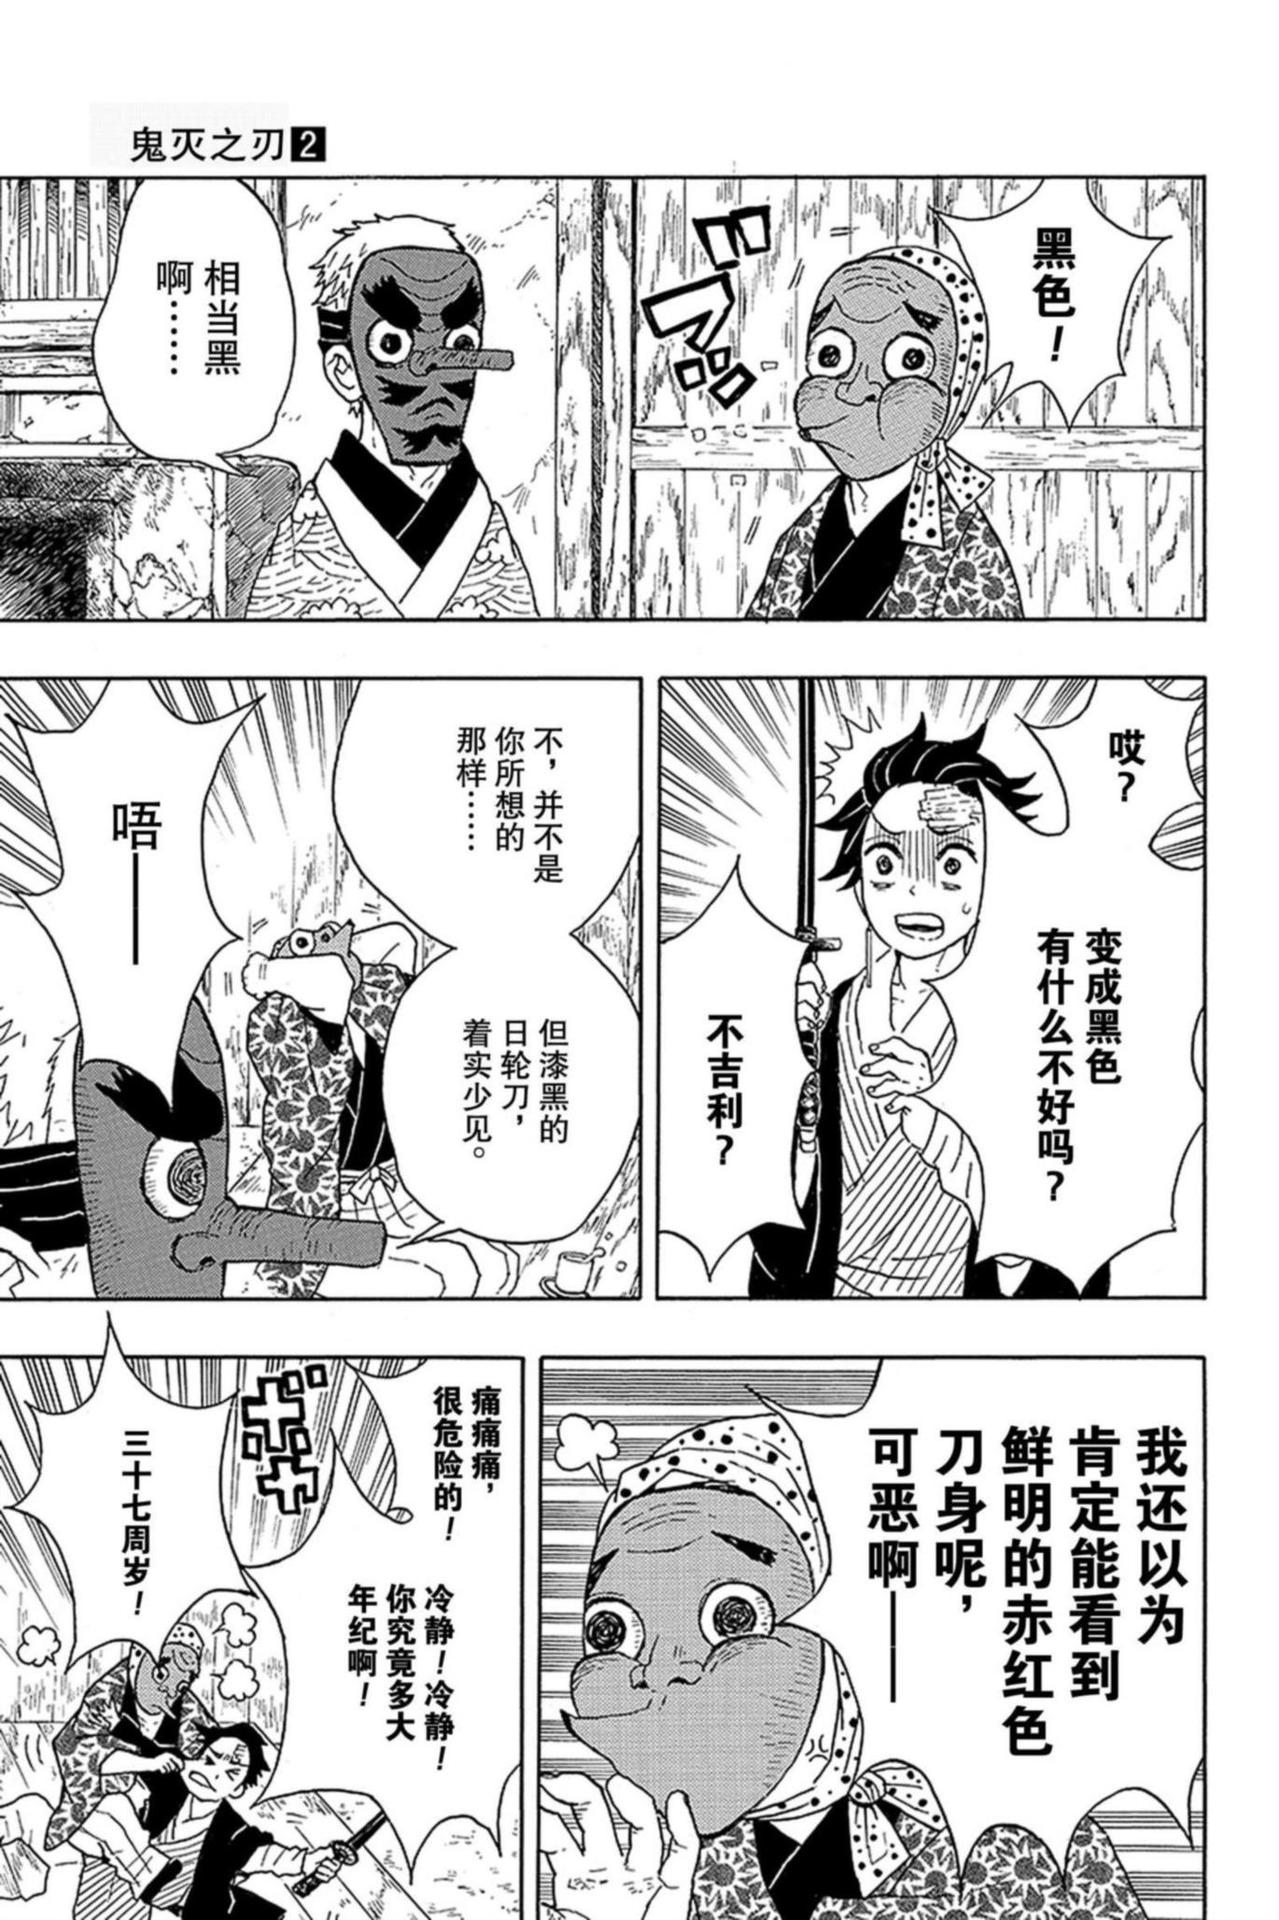 鬼灭之刃2
黑色！
相当黑
啊……
哎？
变成黑色
有什么不好吗？
不吉利？
不，并不是
你所想的
那样……
但漆黑的
日轮刀，
着实少见。
唔——
我还以为
肯定能看到
鲜明的赤红色
刀身呢，
可恶啊——
痛痛痛，
很危险的！
冷静！冷静！
你究竟多大
年纪啊！
三十七周岁！